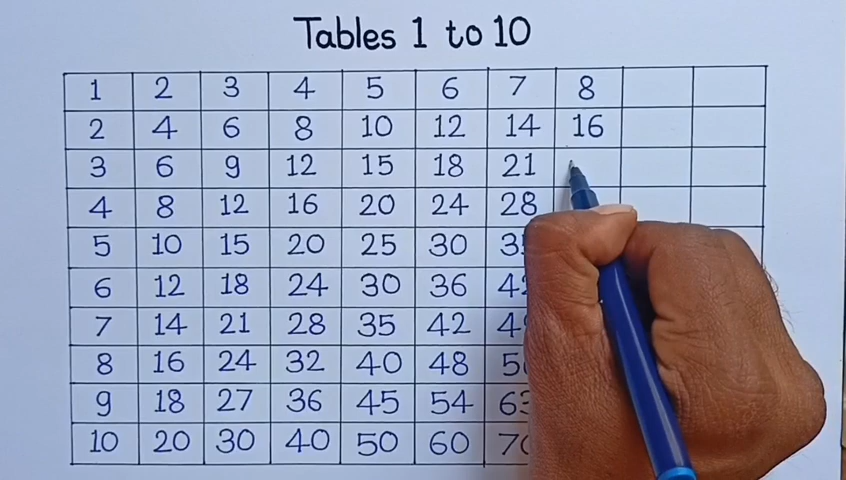 Tables 1 to 10
1 2 3 4 5 6 7 8
2 4 6 8 10 12 14 16
3 6 9 12 15 18 21
4 8 12 16 20 24 28
5 10 15 20 25 30
6 12 18 24 30 36
7 14 21 28 35 42
8 16 24 32 40 48
9 18 27 36 45 54 63
10 20 30 40 50 60 70